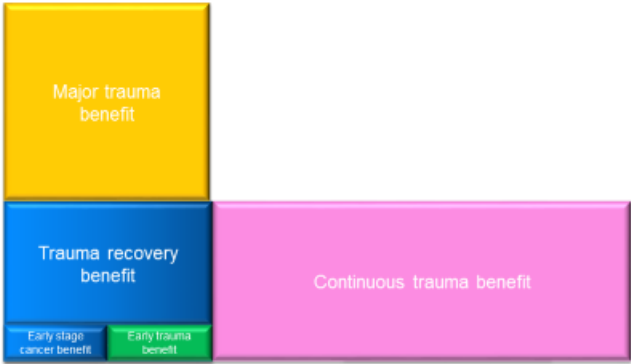 Major trauma
benefit
Trauma recovery
benefit
Continuous trauma benefit
Early stage
cancer benefit
Early trauma
benefit